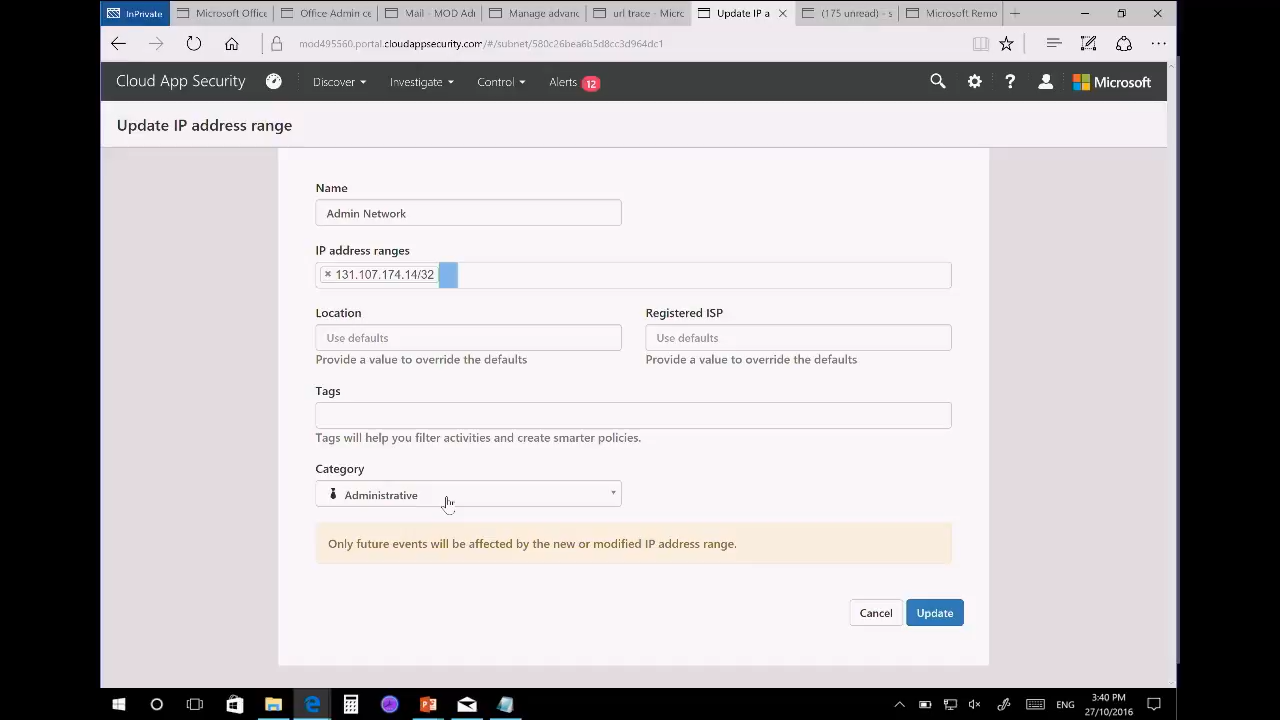 InPrivate
Microsoft Office
Office Admin ce
Mail - MOD Adi
Manage advanc
url trace - Micrc
Update IP a
(175 unread) - s
Microsoft Remo
mod495560.portal.cloudappsecurity.com/#/subnet/580c26bea6b5d8cc3d964dc1
Cloud App Security
Discover
Investigate
Control
Alerts 12
Microsoft
Update IP address range
Name
Admin Network
IP address ranges
131.107.174.14/32
Location
Registered ISP
Use defaults
Use defaults
Provide a value to override the defaults
Provide a value to override the defaults
Tags
Tags will help you filter activities and create smarter policies.
Category
Administrative
Only future events will be affected by the new or modified IP address range.
Cancel
Update
ENG
3:40 PM
27/10/2016